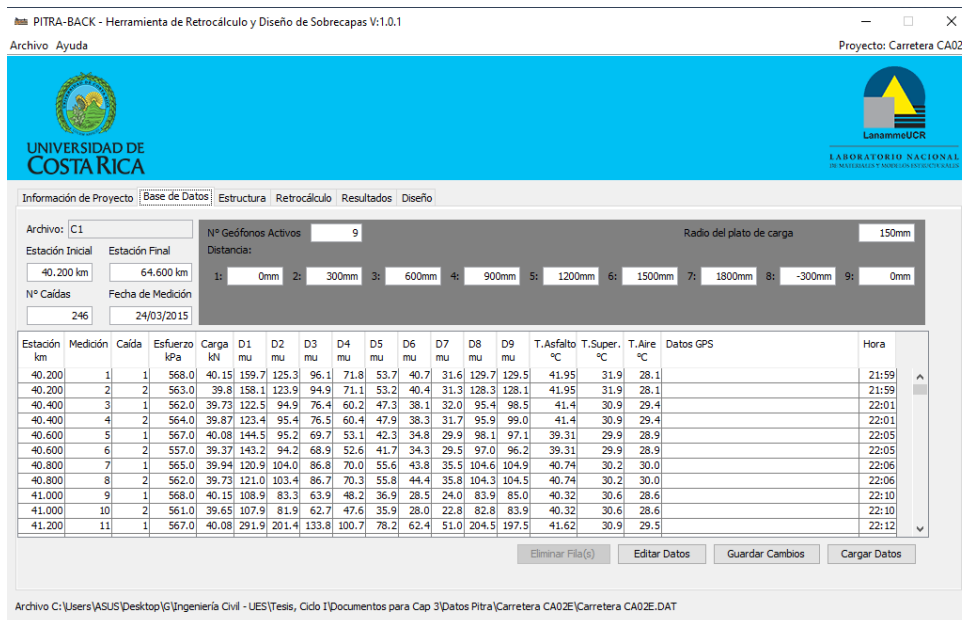 PITRA-BACK - Herramienta de Retrocálculo y Diseño de Sobrecapas V:1.0.1
Archivo Ayuda Proyecto: Carretera CA02
UNIVERSIDAD DE
COSTA RICA
LanammeUCR
LABORATORIO NACIONAL
DE MATERIALES Y MODELOS ESTRUCTURALES
Información de Proyecto Base de Datos Estructura Retrocálculo Resultados Diseño
Archivo: C1 Nº Geófonos Activos 9 Radio del plato de carga 150mm
Estación Inicial Estación Final Distancia:
40.200 km 64.600 km 1: 0mm 2: 300mm 3: 600mm 4: 900mm 5: 1200mm 6: 1500mm 7: 1800mm 8: -300mm 9: 0mm
Nº Caídas Fecha de Medición
246 24/03/2015
Estación Medición Caída Esfuerzo Carga D1 D2 D3 D4 D5 D6 D7 D8 D9 T.Asfalto T.Super. T.Aire Datos GPS Hora
km kPa kN mu mu mu mu mu mu mu mu mu ºC ºC ºC
40.200 1 1 568.0 40.15 159.7 125.3 96.1 71.8 53.7 40.7 31.6 129.7 129.5 41.95 31.9 28.1 21:59
40.200 2 2 563.0 39.8 158.1 123.9 94.9 71.1 53.2 40.4 31.3 128.3 128.1 41.95 31.9 28.1 21:59
40.400 3 1 562.0 39.73 122.5 94.9 76.4 60.2 47.3 38.1 32.0 95.4 98.5 41.4 30.9 29.4 22:01
40.400 4 2 564.0 39.87 123.4 95.4 76.5 60.4 47.9 38.3 31.7 95.9 99.0 41.4 30.9 29.4 22:01
40.600 5 1 567.0 40.08 144.5 95.2 69.7 53.1 42.3 34.8 29.9 98.1 97.1 39.31 29.9 28.9 22:05
40.600 6 2 557.0 39.37 143.2 94.2 68.9 52.6 41.7 34.3 29.5 97.0 96.2 39.31 29.9 28.9 22:05
40.800 7 1 565.0 39.94 120.9 104.0 86.8 70.0 55.6 43.8 35.5 104.6 104.9 40.74 30.2 30.0 22:06
40.800 8 2 562.0 39.73 121.0 103.4 86.7 70.3 55.8 44.4 35.8 104.3 104.5 40.74 30.2 30.0 22:06
41.000 9 1 568.0 40.15 108.9 83.3 63.9 48.2 36.9 28.5 24.0 83.9 85.0 40.32 30.6 28.6 22:10
41.000 10 2 561.0 39.65 107.9 81.9 62.7 47.6 35.9 28.0 22.8 82.8 83.9 40.32 30.6 28.6 22:10
41.200 11 1 567.0 40.08 291.9 201.4 133.8 100.7 78.2 62.4 51.0 204.5 197.5 41.62 30.9 29.5 22:12
Eliminar Fila(s) Editar Datos Guardar Cambios Cargar Datos
Archivo C:\Users\ASUS\Desktop\G\Ingeniería Civil - UES\Tesis, Ciclo I\Documentos para Cap 3\Datos Pitra\Carretera CA02E\Carretera CA02E.DAT